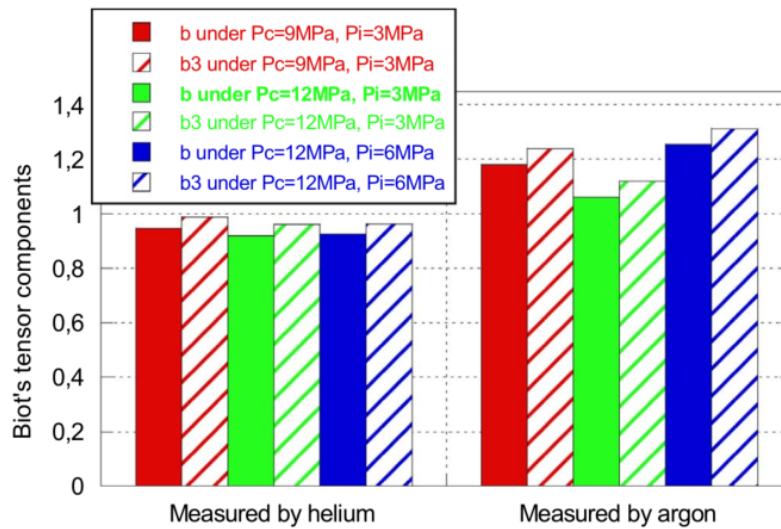 b under Pc=9MPa, Pi=3MPa
b3 under Pc=9MPa, Pi=3MPa
b under Pc=12MPa, Pi=3MPa
b3 under Pc=12MPa, Pi=3MPa
b under Pc=12MPa, Pi=6MPa
b3 under Pc=12MPa, Pi=6MPa
Biot's tensor components
1,4
1,2
1
0,8
0,6
0,4
0,2
0
Measured by helium
Measured by argon